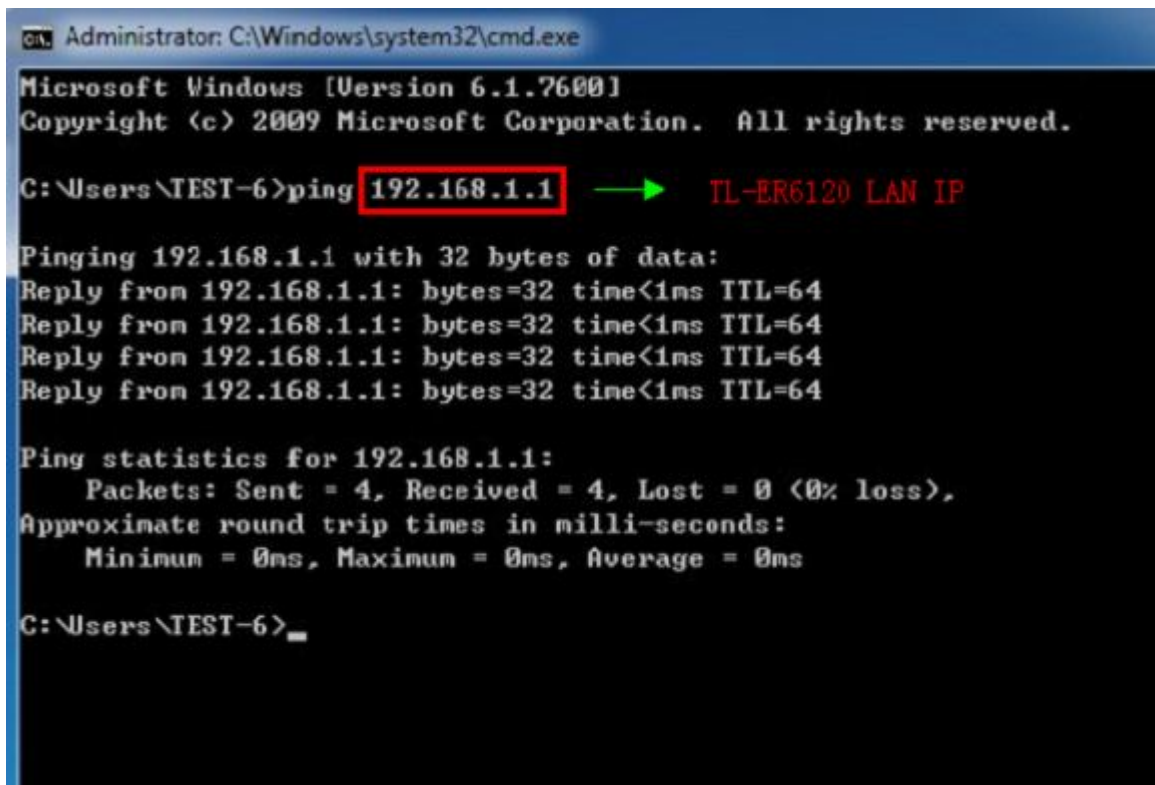 Administrator: C:\Windows\system32\cmd.exe
Microsoft Windows [Version 6.1.7600]
Copyright (c) 2009 Microsoft Corporation.  All rights reserved.
C:\Users\TEST-6>ping 192.168.1.1 TL-ER6120 LAN IP
Pinging 192.168.1.1 with 32 bytes of data:
Reply from 192.168.1.1: bytes=32 time<1ms TTL=64
Reply from 192.168.1.1: bytes=32 time<1ms TTL=64
Reply from 192.168.1.1: bytes=32 time<1ms TTL=64
Reply from 192.168.1.1: bytes=32 time<1ms TTL=64
Ping statistics for 192.168.1.1:
    Packets: Sent = 4, Received = 4, Lost = 0 (0% loss),
Approximate round trip times in milli-seconds:
    Minimum = 0ms, Maximum = 0ms, Average = 0ms
C:\Users\TEST-6>_